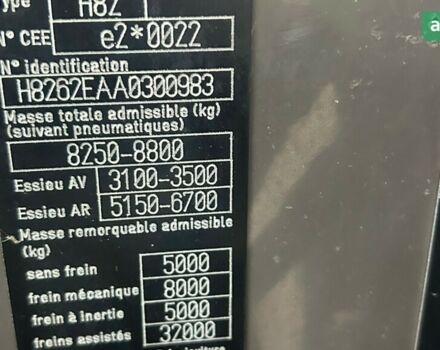 ype H82
N° CEE e2*0022
N° identification
H8262EAA0300983
Masse totale admissible (kg)
(suivant pneumatiques)
8250-8800
Essieu AV 3100-3500
Essieu AR 5150-6700
Masse remorquable admissible
(kg)
sans frein 5000
frein mécanique 8000
frein à inertie 5000
freins assistés 32000
a